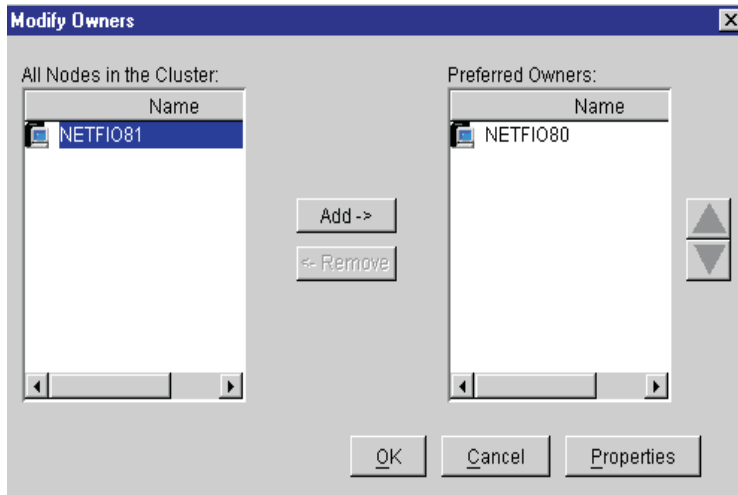 Modify Owners
All Nodes in the Cluster:
Name
NETFIO81
Add ->
<- Remove
Preferred Owners:
Name
NETFIO80
OK
Cancel
Properties